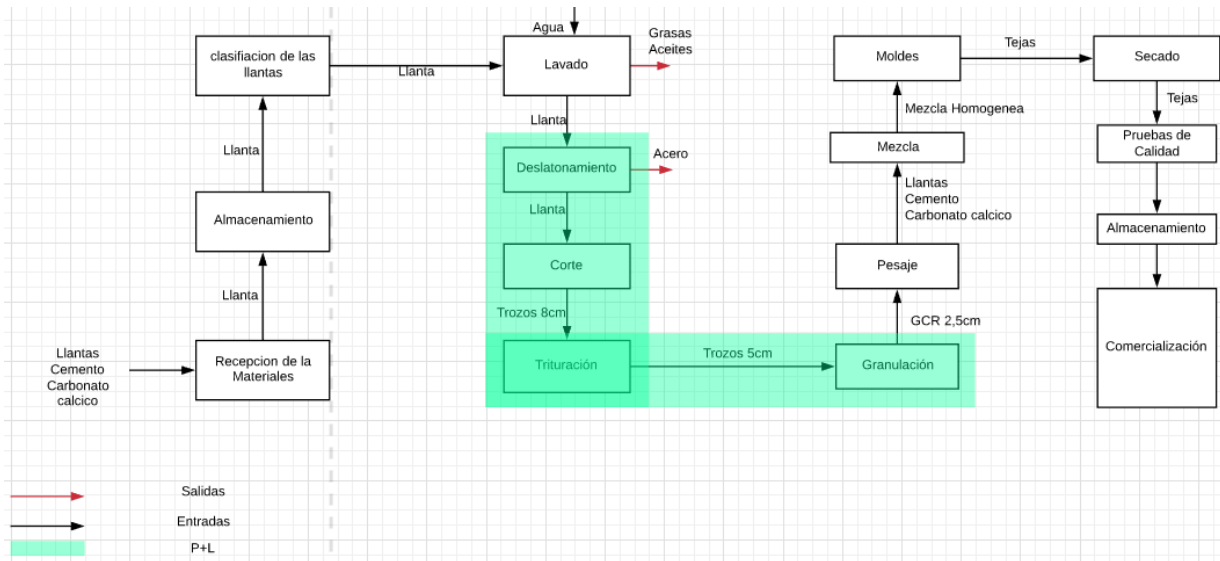 Llantas
Cemento
Carbonato
calcico
Recepcion de la
Materiales
Llanta
Almacenamiento
Llanta
clasifiacion de las
llantas
Llanta
Agua
Lavado
Grasas
Aceites
Llanta
Deslatonamiento
Acero
Llanta
Corte
Trozos 8cm
Trituración
Trozos 5cm
Granulación
GCR 2,5cm
Pesaje
Llantas
Cemento
Carbonato calcico
Mezcla
Mezcla Homogenea
Moldes
Tejas
Secado
Tejas
Pruebas de
Calidad
Almacenamiento
Comercialización
Salidas
Entradas
P+L